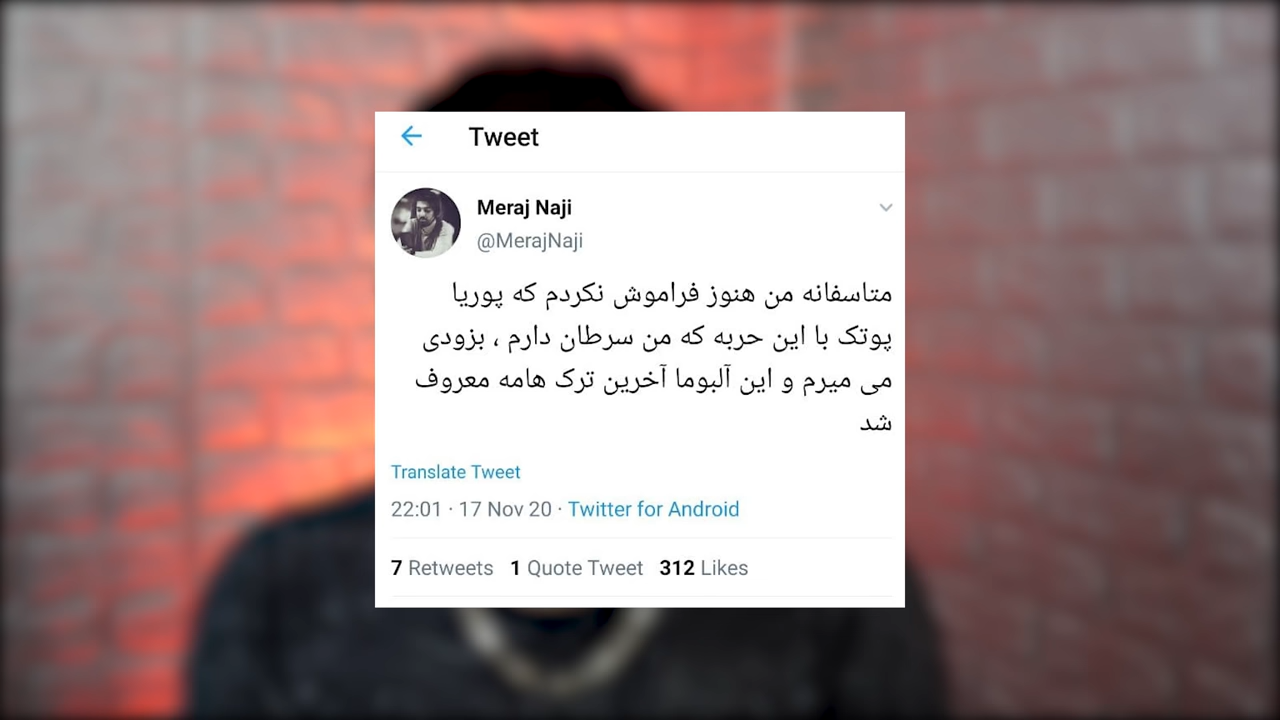 Tweet
Meraj Naji
@MerajNaji
متاسفانه من هنوز فراموش نکردم که پوریا
پوتک با این حربه که من سرطان دارم ، بزودی
می میرم و این آلبوما آخرین ترک هامه معروف
شد
Translate Tweet
22:01 · 17 Nov 20 · Twitter for Android
7 Retweets 1 Quote Tweet 312 Likes